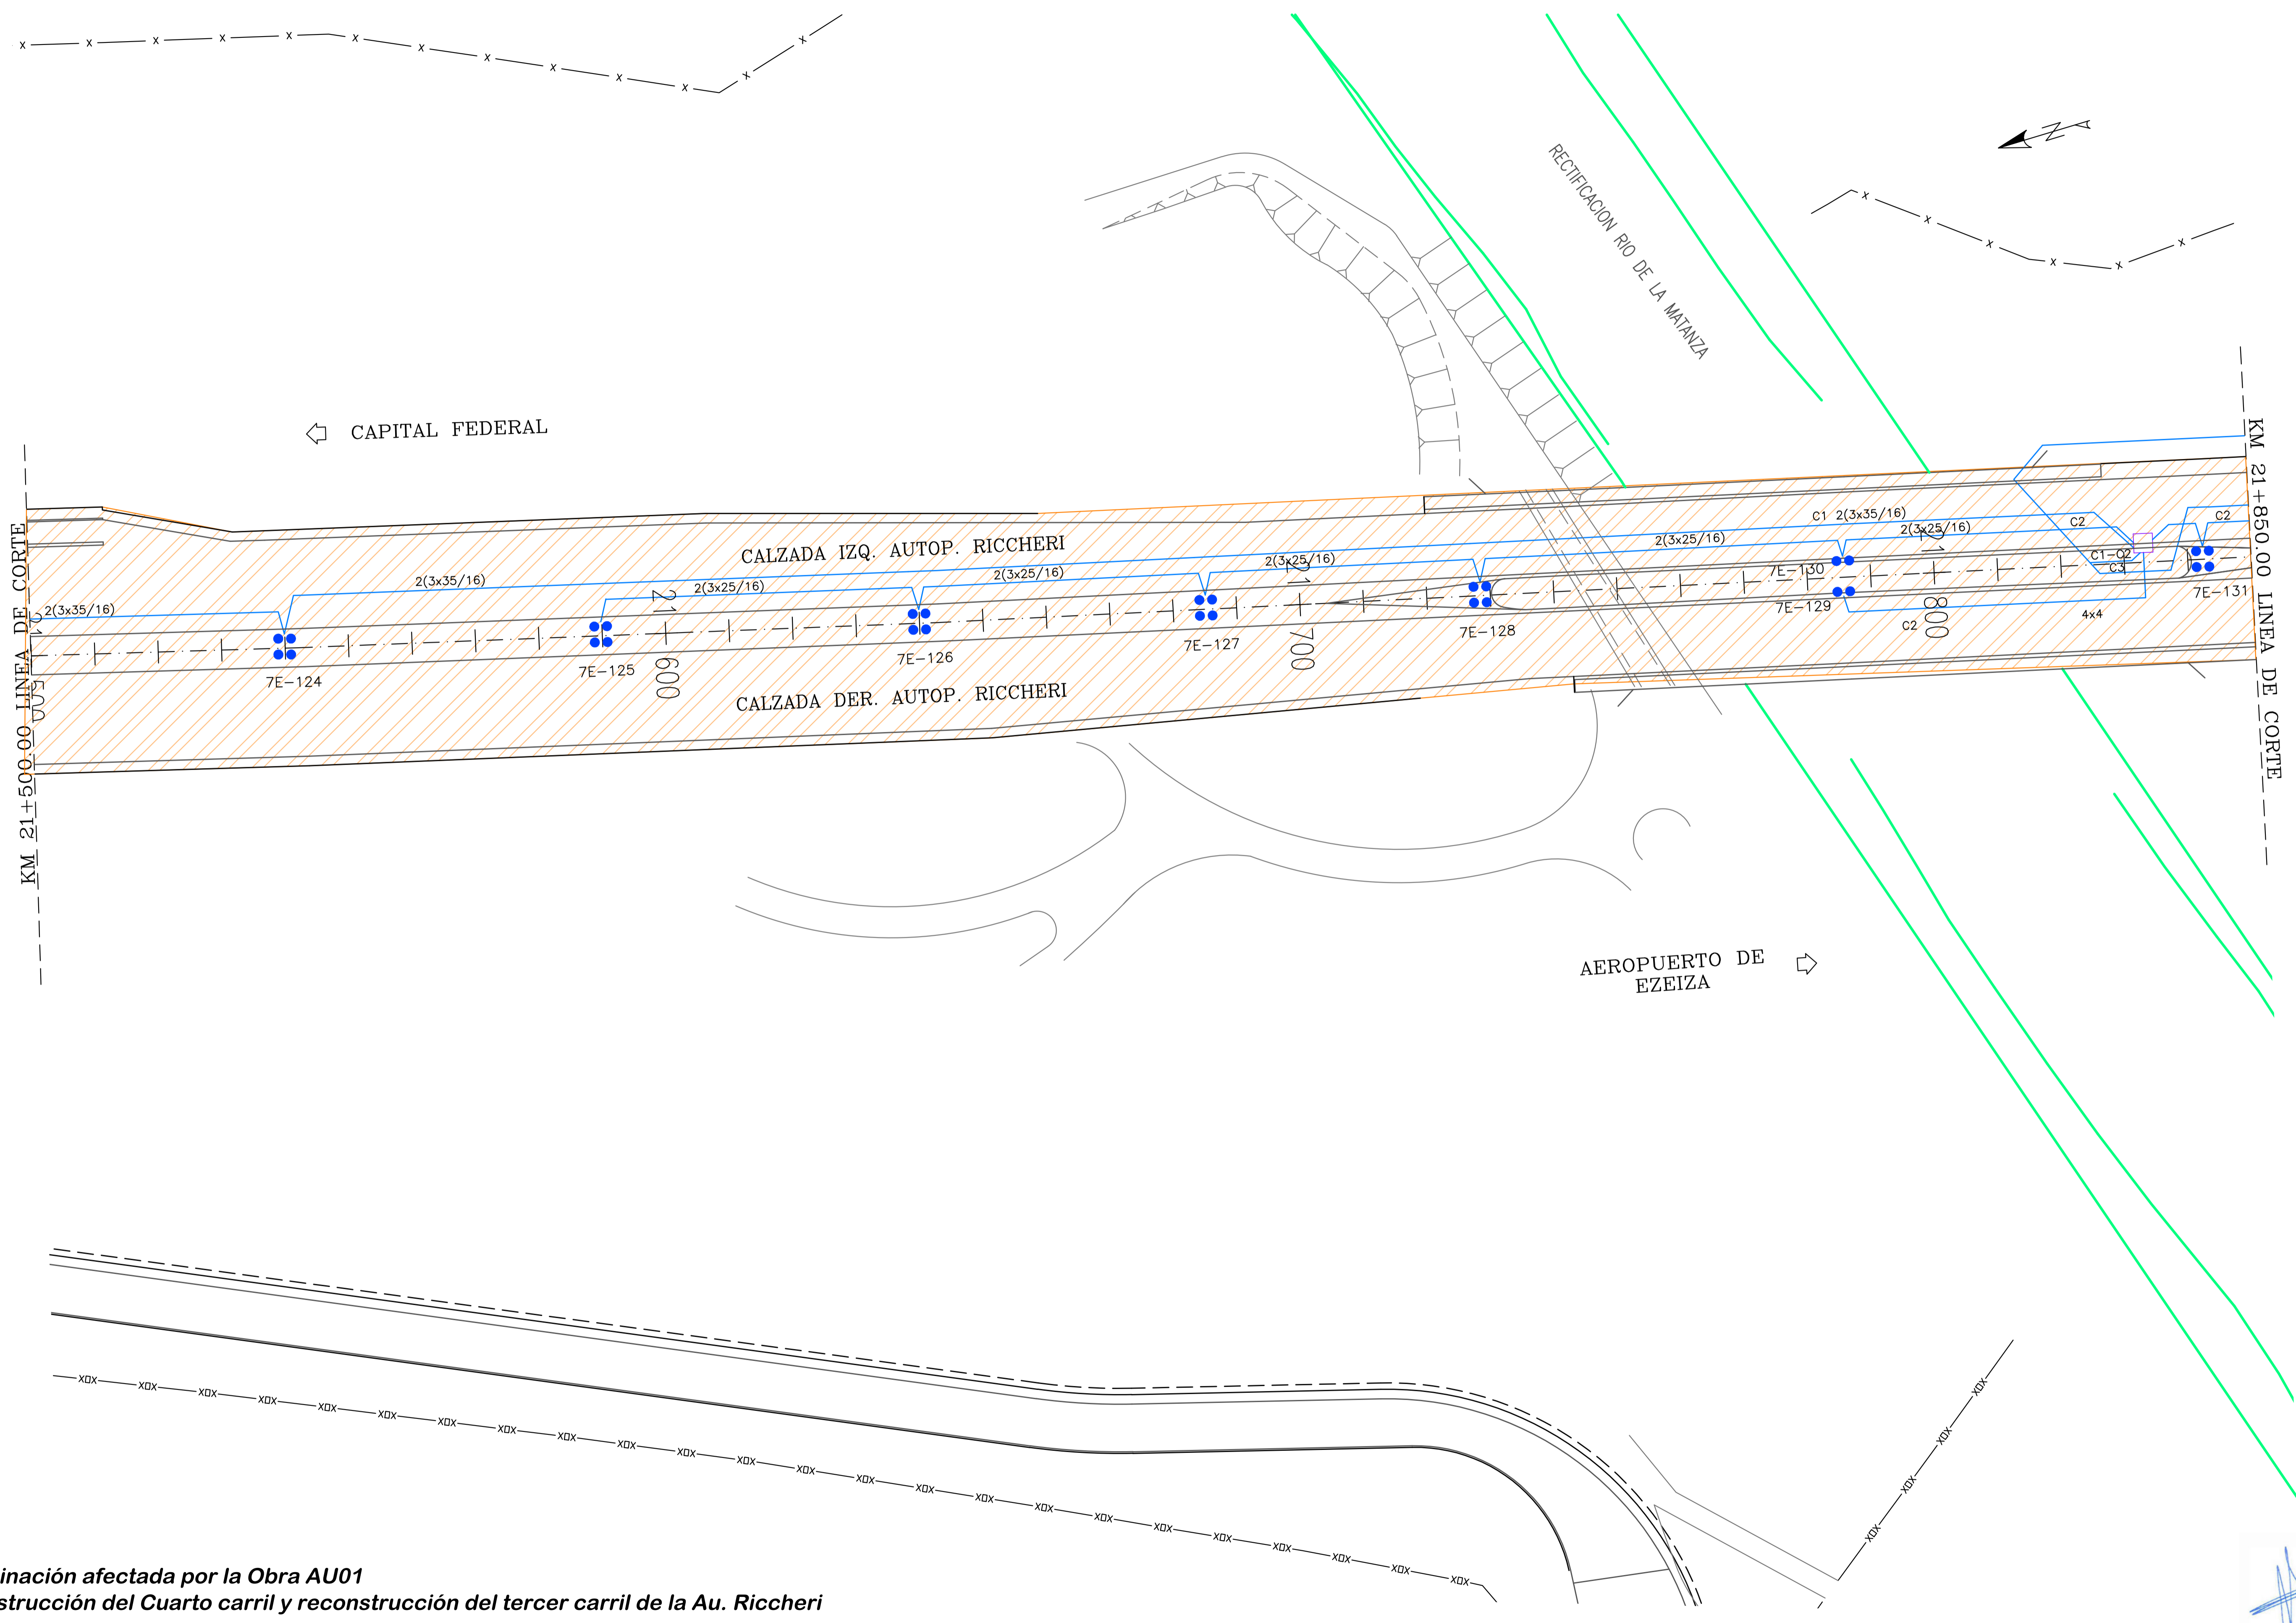 RECTIFICACION RIO DE LA MATANZA
N
CAPITAL FEDERAL
KM 21+500.00 LINEA DE CORTE
KM 21+850.00 LINEA DE CORTE
CALZADA IZQ. AUTOP. RICCHERI
C1 2(3x35/16)
2(3x25/16)
C2
C2
2(3x35/16)
2(3x35/16)
2(3x25/16)
2(3x25/16)
2(3x25/16)
2(3x25/16)
C1-C2
C3
21
500
21
600
21
700
21
800
7E-124
7E-125
7E-126
7E-127
7E-128
7E-130
7E-129
7E-131
C2
4x4
CALZADA DER. AUTOP. RICCHERI
AEROPUERTO DE
EZEIZA
inación afectada por la Obra AU01
strucción del Cuarto carril y reconstrucción del tercer carril de la Au. Riccheri